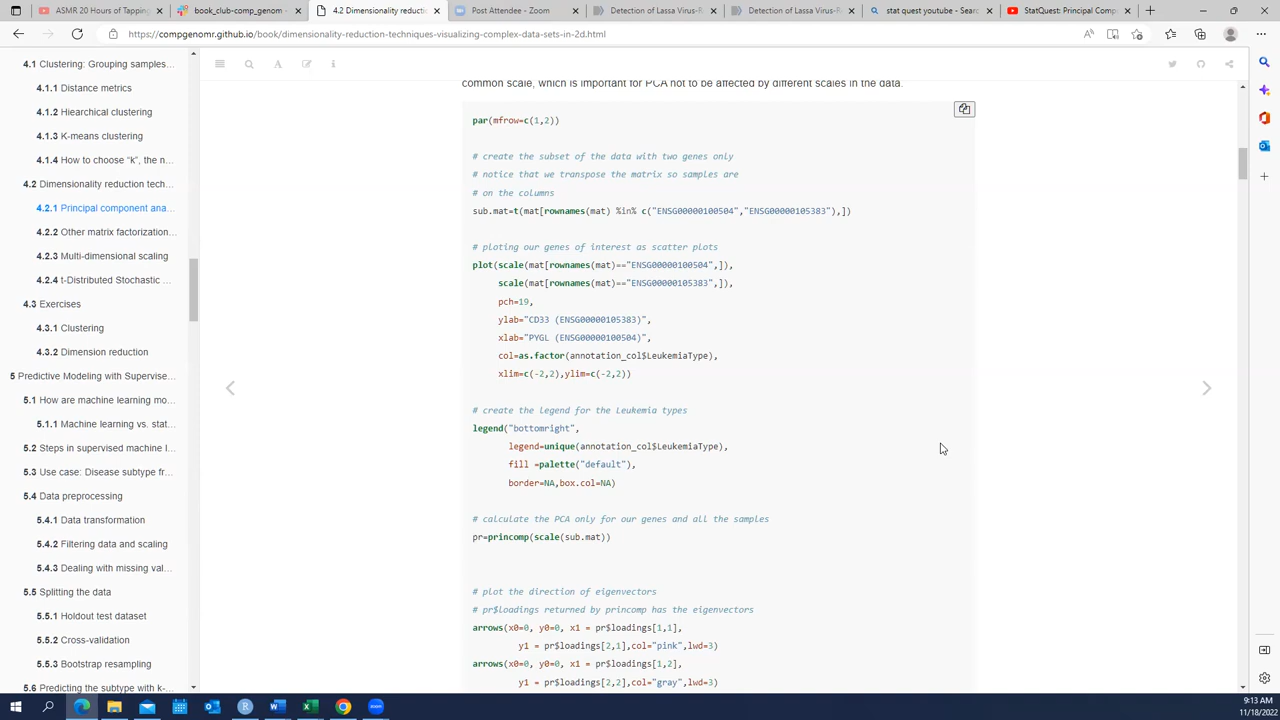 ASMR 20 Hours of Tapping
book_club-comp_genom
4.2 Dimensionality reducti
Post Attendee - Zoom
Detection of Lassa Virus-R
Detection of Lassa Virus-R
stat quest youtube - Sear
StatQuest: Principal Comp
https://compgenomr.github.io/book/dimensionality-reduction-techniques-visualizing-complex-data-sets-in-2d.html
4.1 Clustering: Grouping samples…
4.1.1 Distance metrics
4.1.2 Hiearchical clustering
4.1.3 K-means clustering
4.1.4 How to choose “k”, the n…
4.2 Dimensionality reduction tech…
4.2.1 Principal component ana…
4.2.2 Other matrix factorization…
4.2.3 Multi-dimensional scaling
4.2.4 t-Distributed Stochastic …
4.3 Exercises
4.3.1 Clustering
4.3.2 Dimension reduction
5 Predictive Modeling with Supervise…
5.1 How are machine learning mo…
5.1.1 Machine learning vs. stat…
5.2 Steps in supervised machine l…
5.3 Use case: Disease subtype fr…
5.4 Data preprocessing
5.4.1 Data transformation
5.4.2 Filtering data and scaling
5.4.3 Dealing with missing val…
5.5 Splitting the data
5.5.1 Holdout test dataset
5.5.2 Cross-validation
5.5.3 Bootstrap resampling
5.6 Predicting the subtype with k-
common scale, which is important for PCA not to be affected by different scales in the data.
par(mfrow=c(1,2))
# create the subset of the data with two genes only
# notice that we transpose the matrix so samples are
# on the columns
sub.mat=t(mat[rownames(mat) %in% c("ENSG00000100504","ENSG00000105383"),])
# ploting our genes of interest as scatter plots
plot(scale(mat[rownames(mat)=="ENSG00000100504",]),
scale(mat[rownames(mat)=="ENSG00000105383",]),
pch=19,
ylab="CD33 (ENSG00000105383)",
xlab="PYGL (ENSG00000100504)",
col=as.factor(annotation_col$LeukemiaType),
xlim=c(-2,2),ylim=c(-2,2))
# create the legend for the Leukemia types
legend("bottomright",
legend=unique(annotation_col$LeukemiaType),
fill =palette("default"),
border=NA,box.col=NA)
# calculate the PCA only for our genes and all the samples
pr=princomp(scale(sub.mat))
# plot the direction of eigenvectors
# pr$loadings returned by princomp has the eigenvectors
arrows(x0=0, y0=0, x1 = pr$loadings[1,1],
y1 = pr$loadings[2,1],col="pink",lwd=3)
arrows(x0=0, y0=0, x1 = pr$loadings[1,2],
y1 = pr$loadings[2,2],col="gray",lwd=3)
9:13 AM
11/18/2022